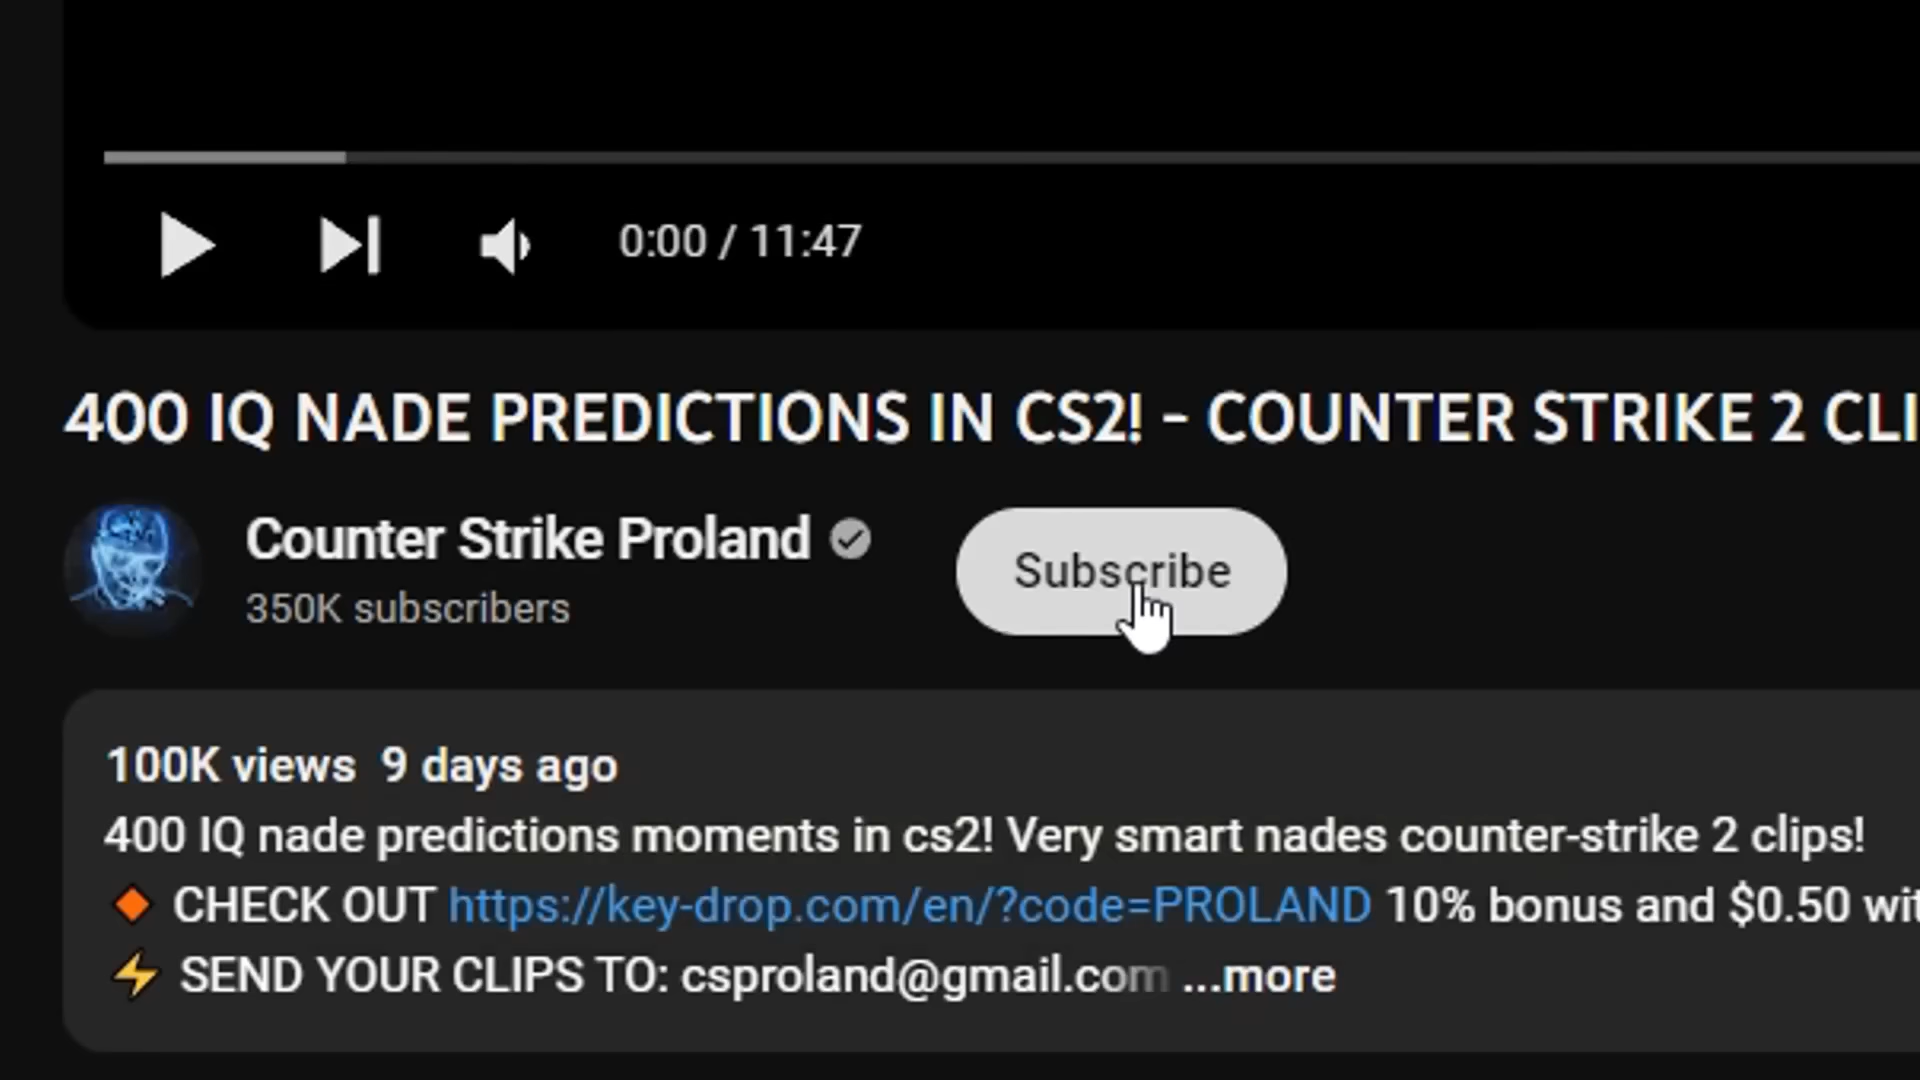 0:00 / 11:47
400 IQ NADE PREDICTIONS IN CS2! - COUNTER STRIKE 2 CLI
Counter Strike Proland
Subscribe
350K subscribers
100K views 9 days ago
400 IQ nade predictions moments in cs2! Very smart nades counter-strike 2 clips!
🔸 CHECK OUT https://key-drop.com/en/?code=PROLAND 10% bonus and $0.50 wit
⚡ SEND YOUR CLIPS TO: csproland@gmail.com ...more